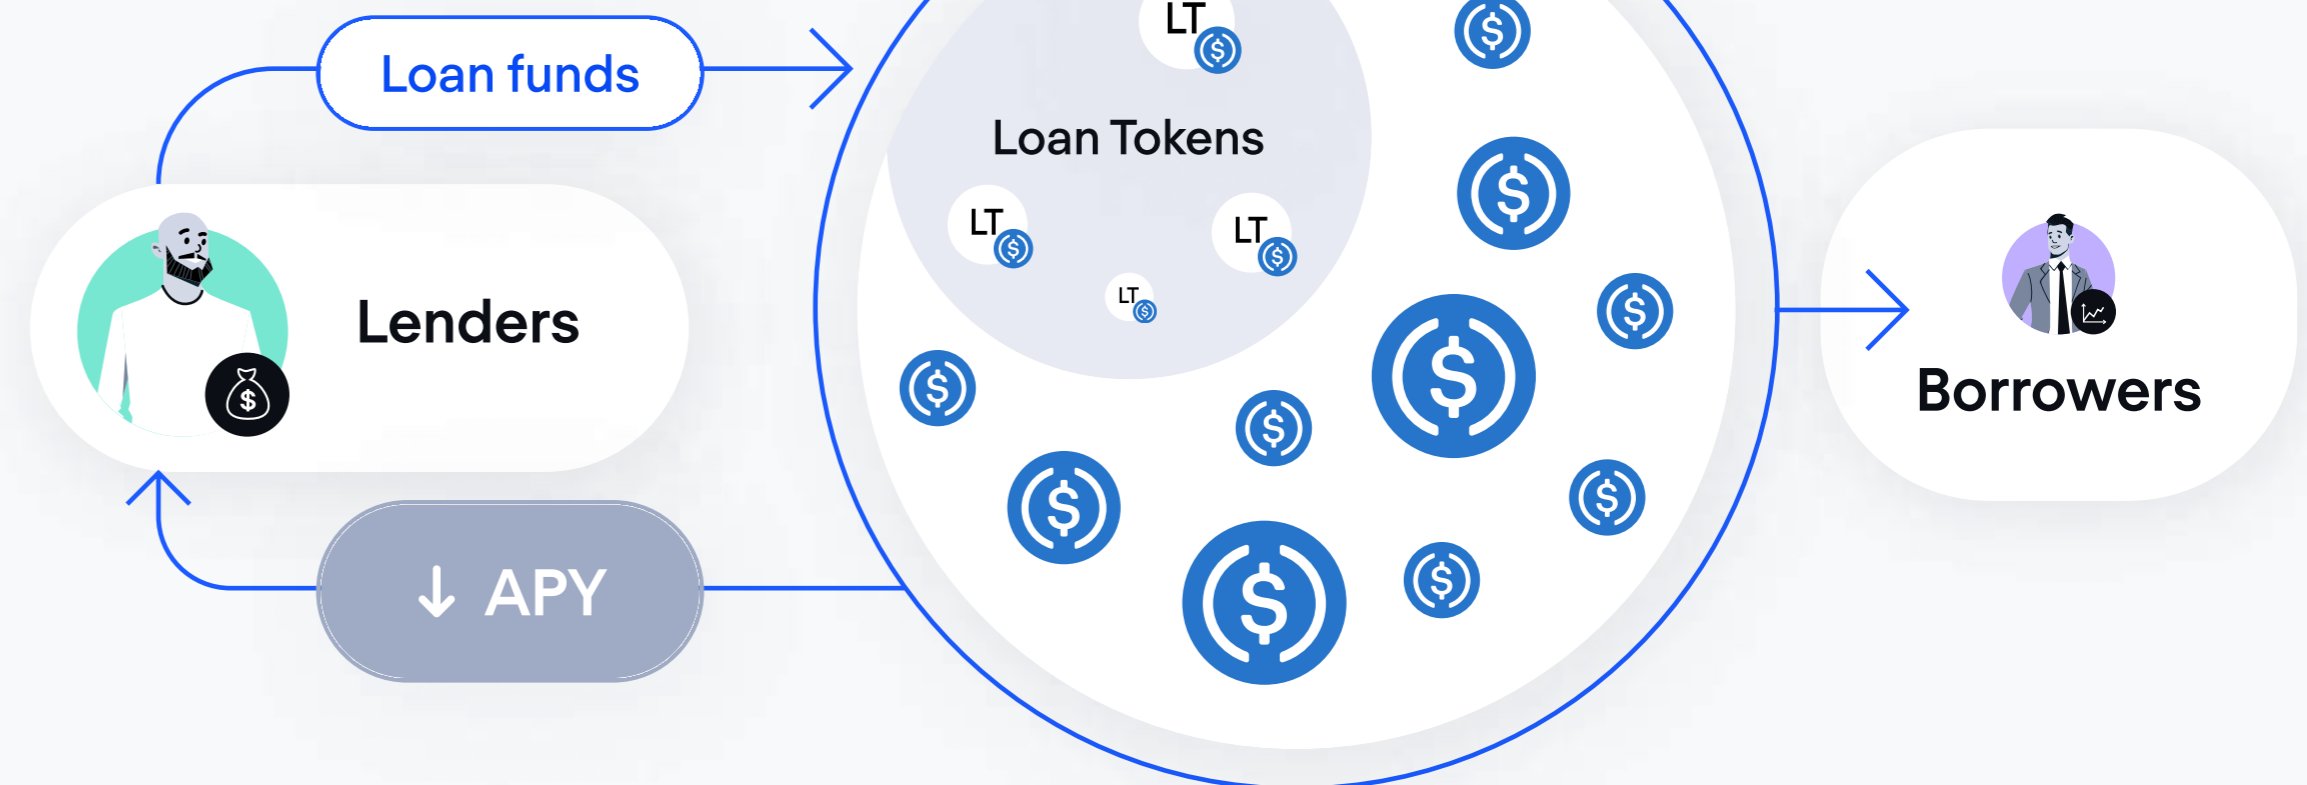 Loan funds
LT
Loan Tokens
LT
LT
LT
Lenders
Borrowers
↓ APY